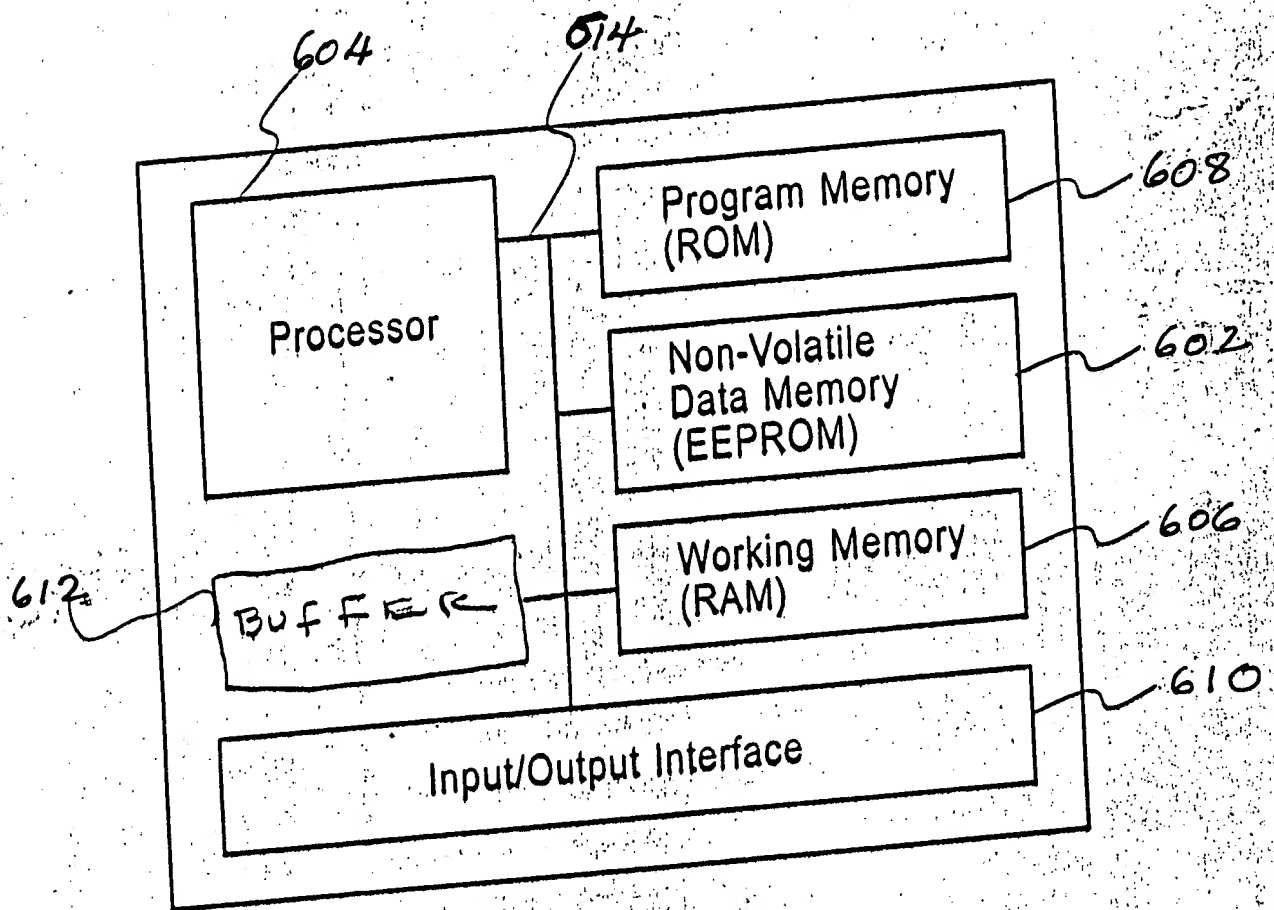 604
614
Program Memory
(ROM)
608
Processor
Non-Volatile
Data Memory
(EEPROM)
602
Working Memory
(RAM)
606
612
BUFFER
610
Input/Output Interface